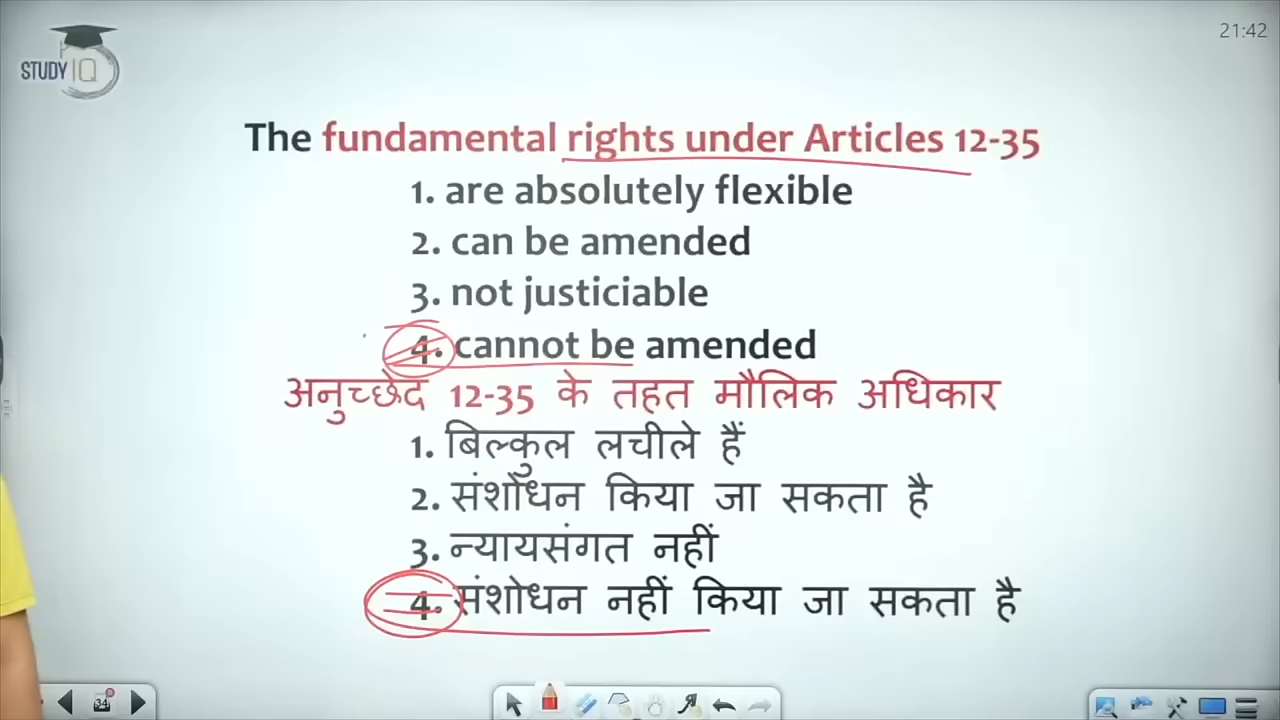 21:42
STUDY IQ
The fundamental rights under Articles 12-35
1. are absolutely flexible
2. can be amended
3. not justiciable
4. cannot be amended
अनुच्छेद 12-35 के तहत मौलिक अधिकार
1. बिल्कुल लचीले हैं
2. संशोधन किया जा सकता है
3. न्यायसंगत नहीं
4. संशोधन नहीं किया जा सकता है
34